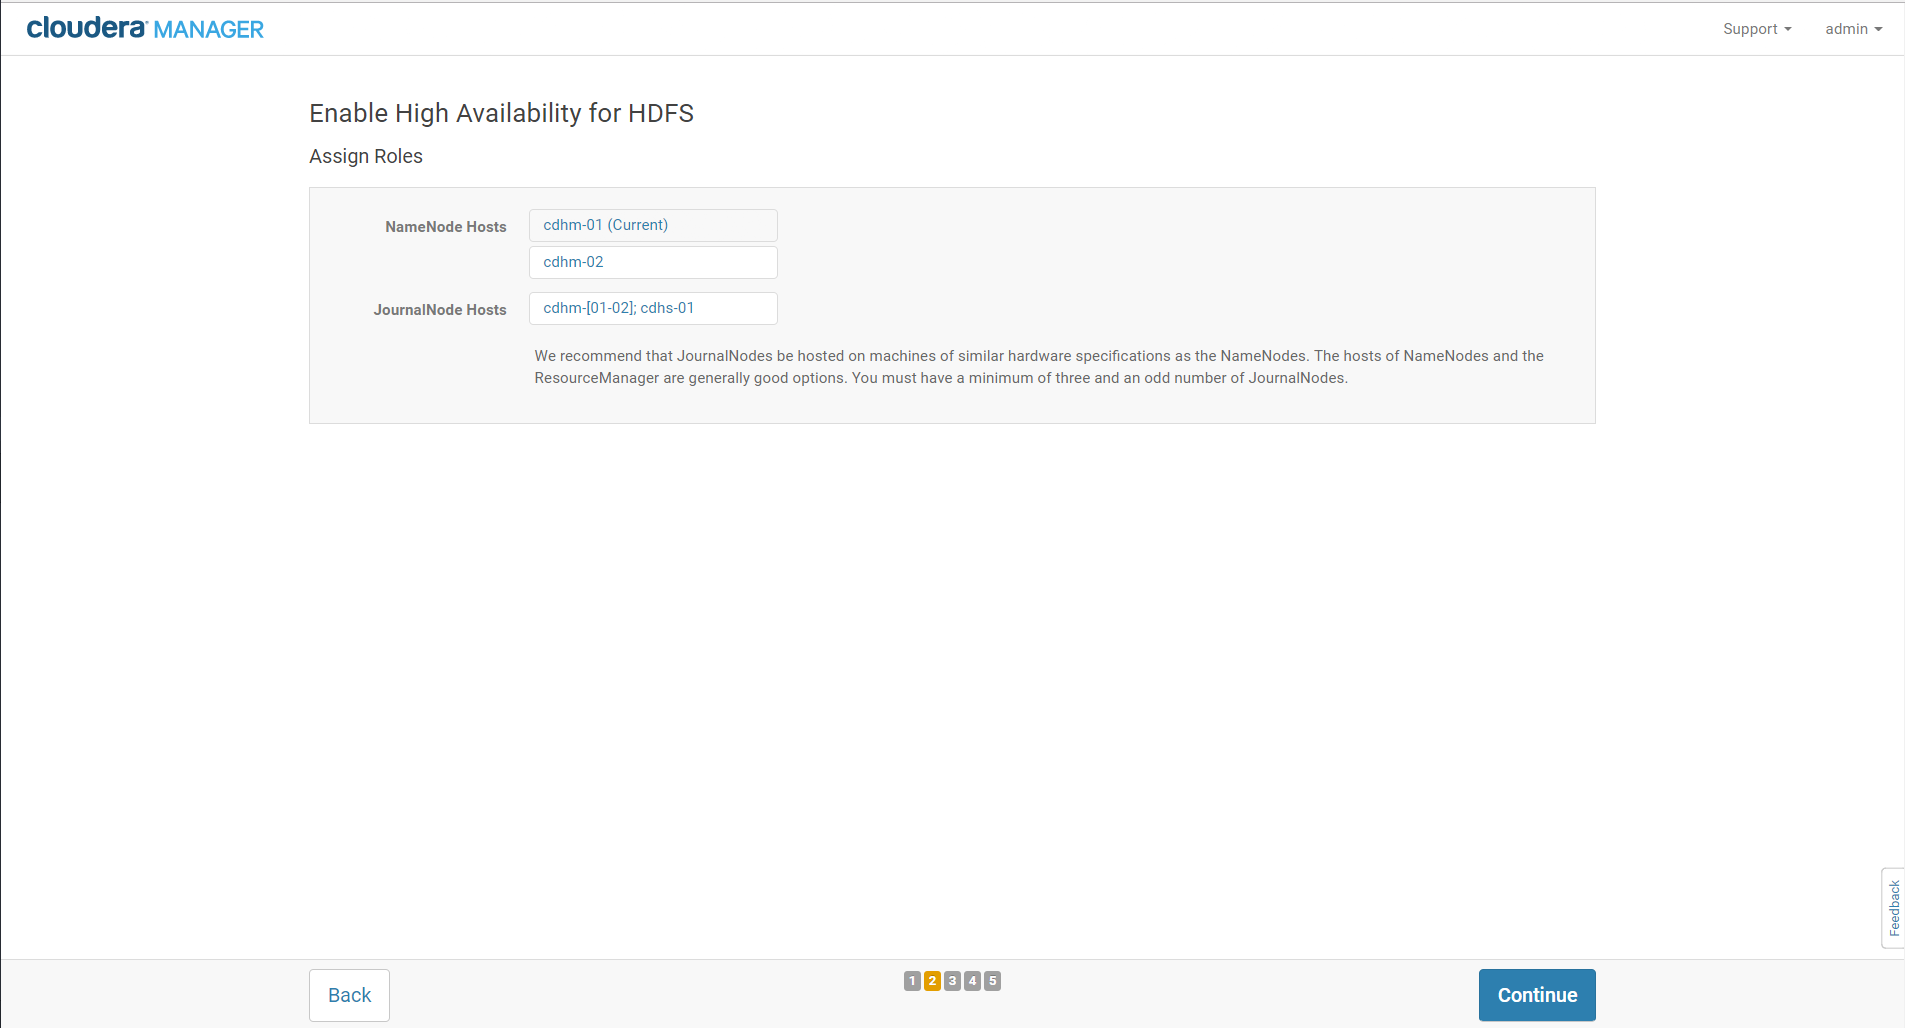 cloudera MANAGER
Support admin
Enable High Availability for HDFS
Assign Roles
NameNode Hosts cdhm-01 (Current)
cdhm-02
JournalNode Hosts cdhm-[01-02]; cdhs-01
We recommend that JournalNodes be hosted on machines of similar hardware specifications as the NameNodes. The hosts of NameNodes and the
ResourceManager are generally good options. You must have a minimum of three and an odd number of JournalNodes.
Feedback
Back 1 2 3 4 5 Continue